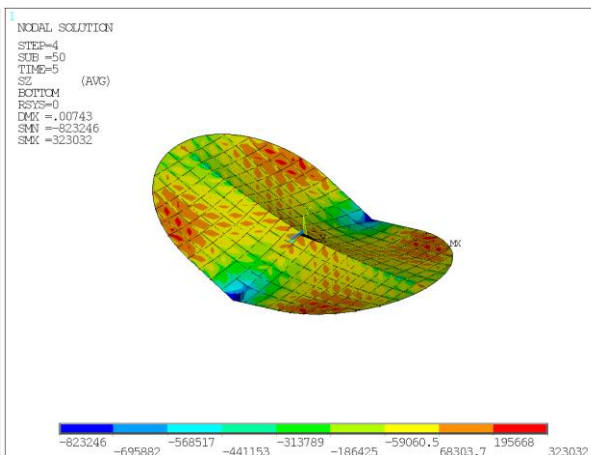 1
NODAL SOLUTION
STEP=4
SUB =50
TIME=5
SZ (AVG)
BOTTOM
RSYS=0
DMX =.00743
SMN =-823246
SMX =323032
MX
-823246 -568517 -313789 -59060.5 195668
-695882 -441153 -186425 68303.7 323032